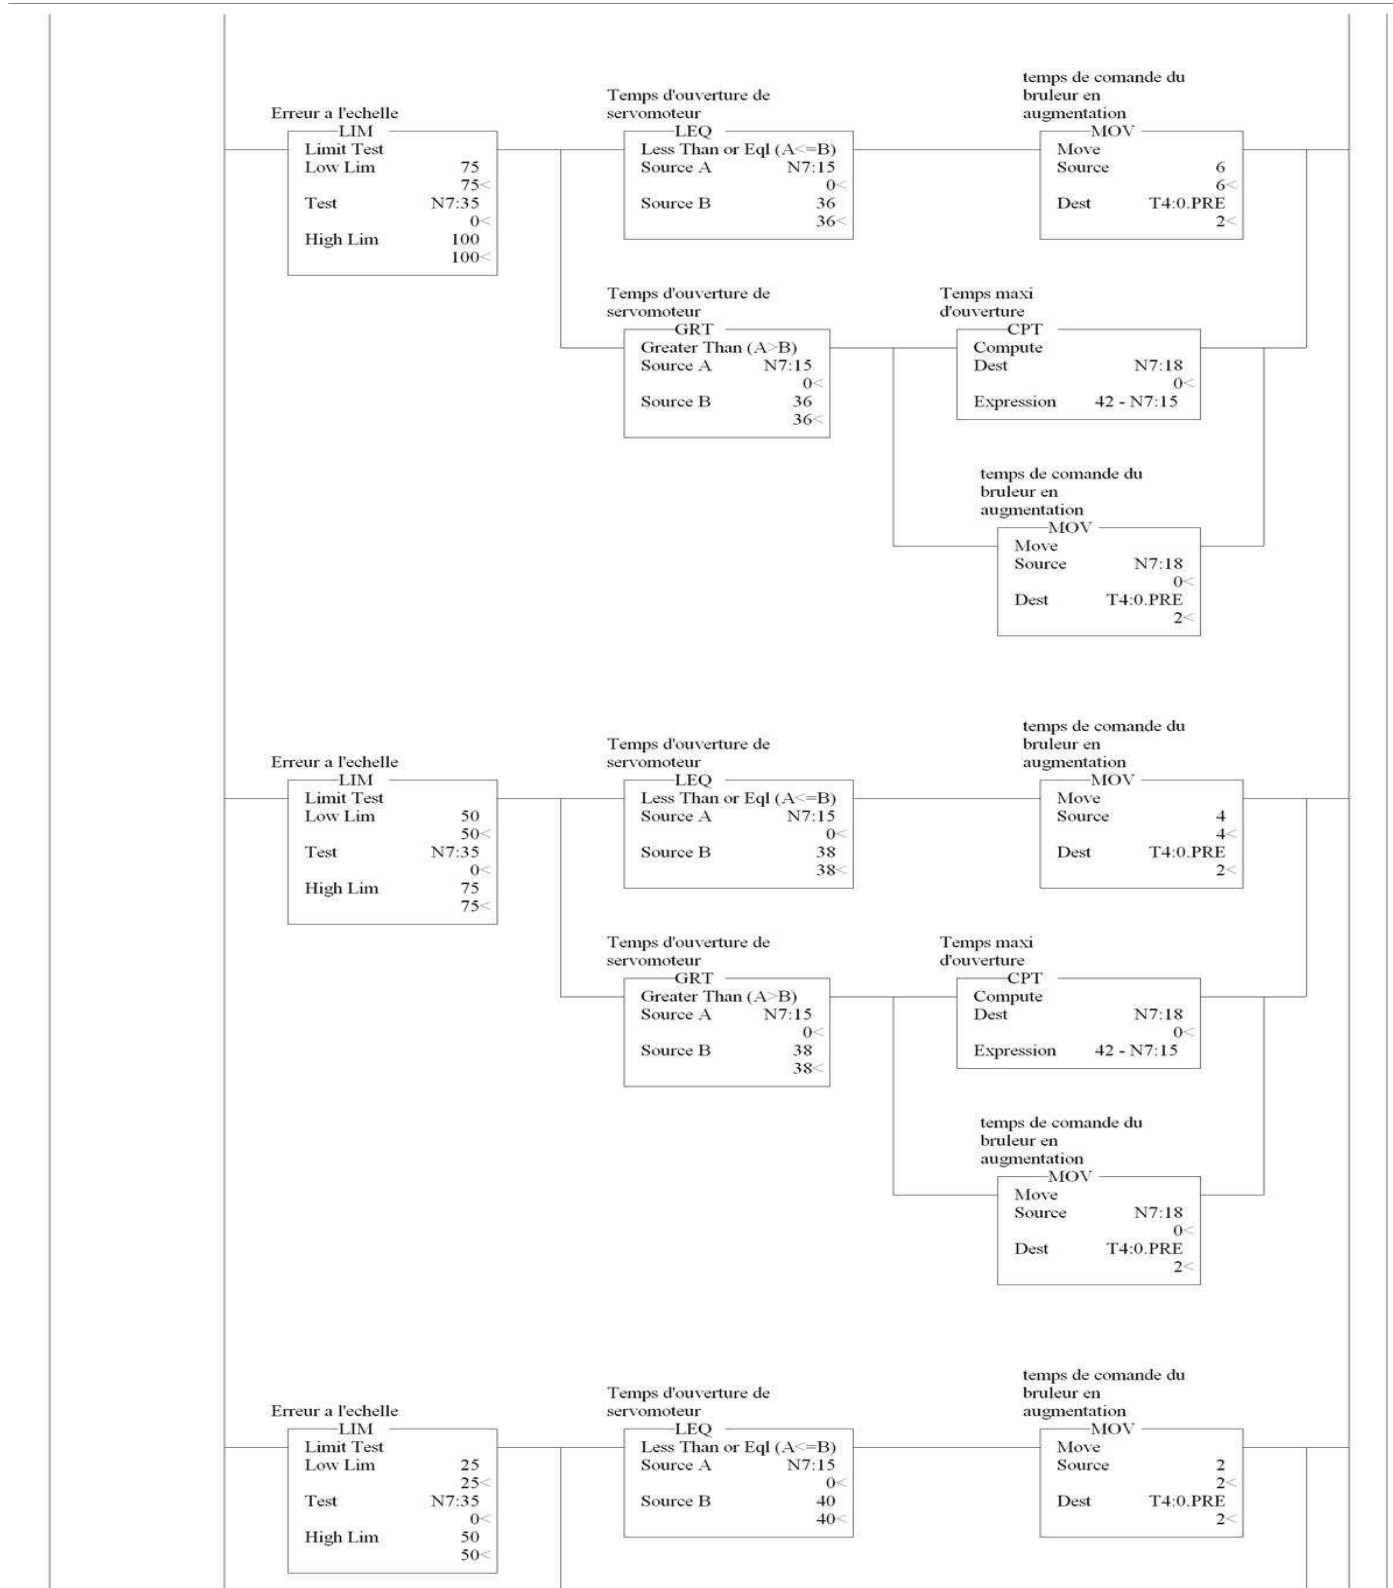 Erreur a l'echelle
LIM
Limit Test
Low Lim 75
75<
Test N7:35
0<
High Lim 100
100<
Temps d'ouverture de
servomoteur
LEQ
Less Than or Eql (A<=B)
Source A N7:15
0<
Source B 36
36<
temps de comande du
bruleur en
augmentation
MOV
Move
Source 6
6<
Dest T4:0.PRE
2<
Temps d'ouverture de
servomoteur
GRT
Greater Than (A>B)
Source A N7:15
0<
Source B 36
36<
Temps maxi
d'ouverture
CPT
Compute
Dest N7:18
0<
Expression 42 - N7:15
temps de comande du
bruleur en
augmentation
MOV
Move
Source N7:18
0<
Dest T4:0.PRE
2<
Erreur a l'echelle
LIM
Limit Test
Low Lim 50
50<
Test N7:35
0<
High Lim 75
75<
Temps d'ouverture de
servomoteur
LEQ
Less Than or Eql (A<=B)
Source A N7:15
0<
Source B 38
38<
temps de comande du
bruleur en
augmentation
MOV
Move
Source 4
4<
Dest T4:0.PRE
2<
Temps d'ouverture de
servomoteur
GRT
Greater Than (A>B)
Source A N7:15
0<
Source B 38
38<
Temps maxi
d'ouverture
CPT
Compute
Dest N7:18
0<
Expression 42 - N7:15
temps de comande du
bruleur en
augmentation
MOV
Move
Source N7:18
0<
Dest T4:0.PRE
2<
Erreur a l'echelle
LIM
Limit Test
Low Lim 25
25<
Test N7:35
0<
High Lim 50
50<
Temps d'ouverture de
servomoteur
LEQ
Less Than or Eql (A<=B)
Source A N7:15
0<
Source B 40
40<
temps de comande du
bruleur en
augmentation
MOV
Move
Source 2
2<
Dest T4:0.PRE
2<